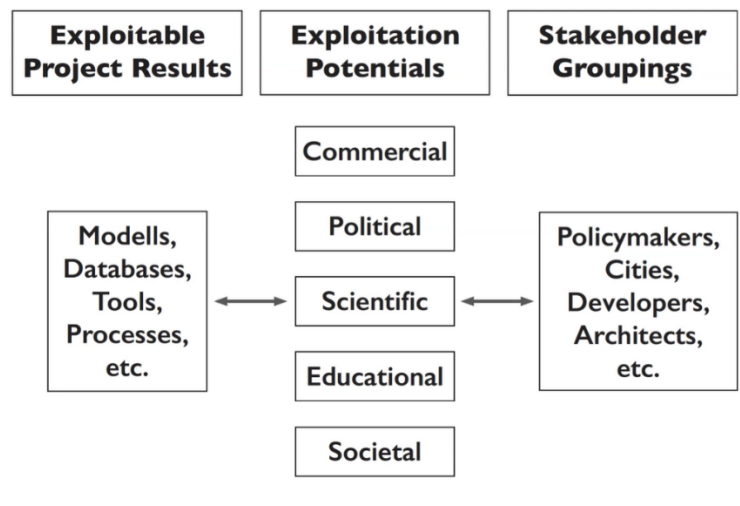 Exploitable
Project Results
Exploitation
Potentials
Stakeholder
Groupings
Commercial
Political
Scientific
Educational
Societal
Modells,
Databases,
Tools,
Processes,
etc.
Policymakers,
Cities,
Developers,
Architects,
etc.